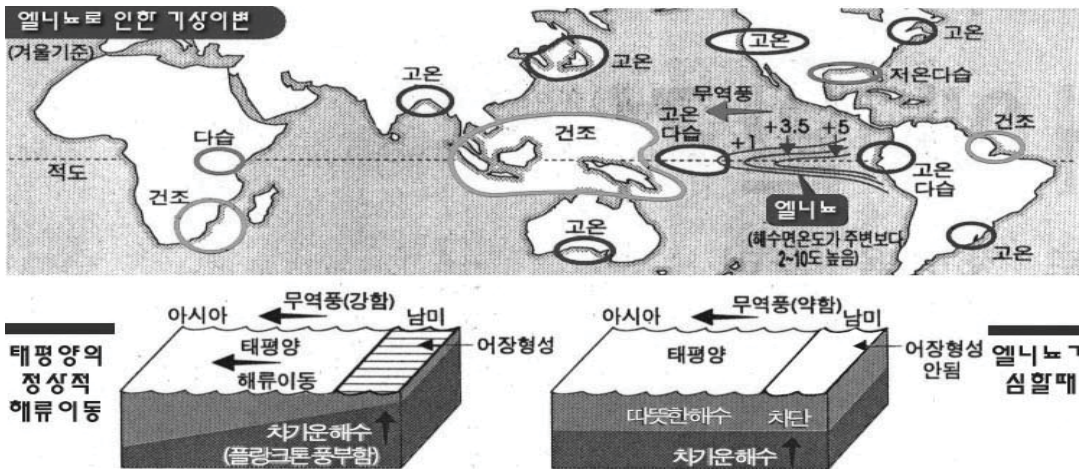 엘니뇨로 인한 기상이변
(겨울기준)
고온
고온
고온
고온
저온다습
무역풍
고온
다습
+1
+3.5
+5
건조
건조
다습
적도
건조
고온
다습
엘니뇨
(해수면온도가 주변보다
2~10도 높음)
고온
고온
태평양의
정상적
해류이동
아시아
무역풍(강함)
남미
태평양
해류이동
어장형성
차가운해수
(플랑크톤 풍부함)
무역풍(약함)
남미
태평양
어장형성
안됨
따뜻한해수
차단
차가운해수
심할때